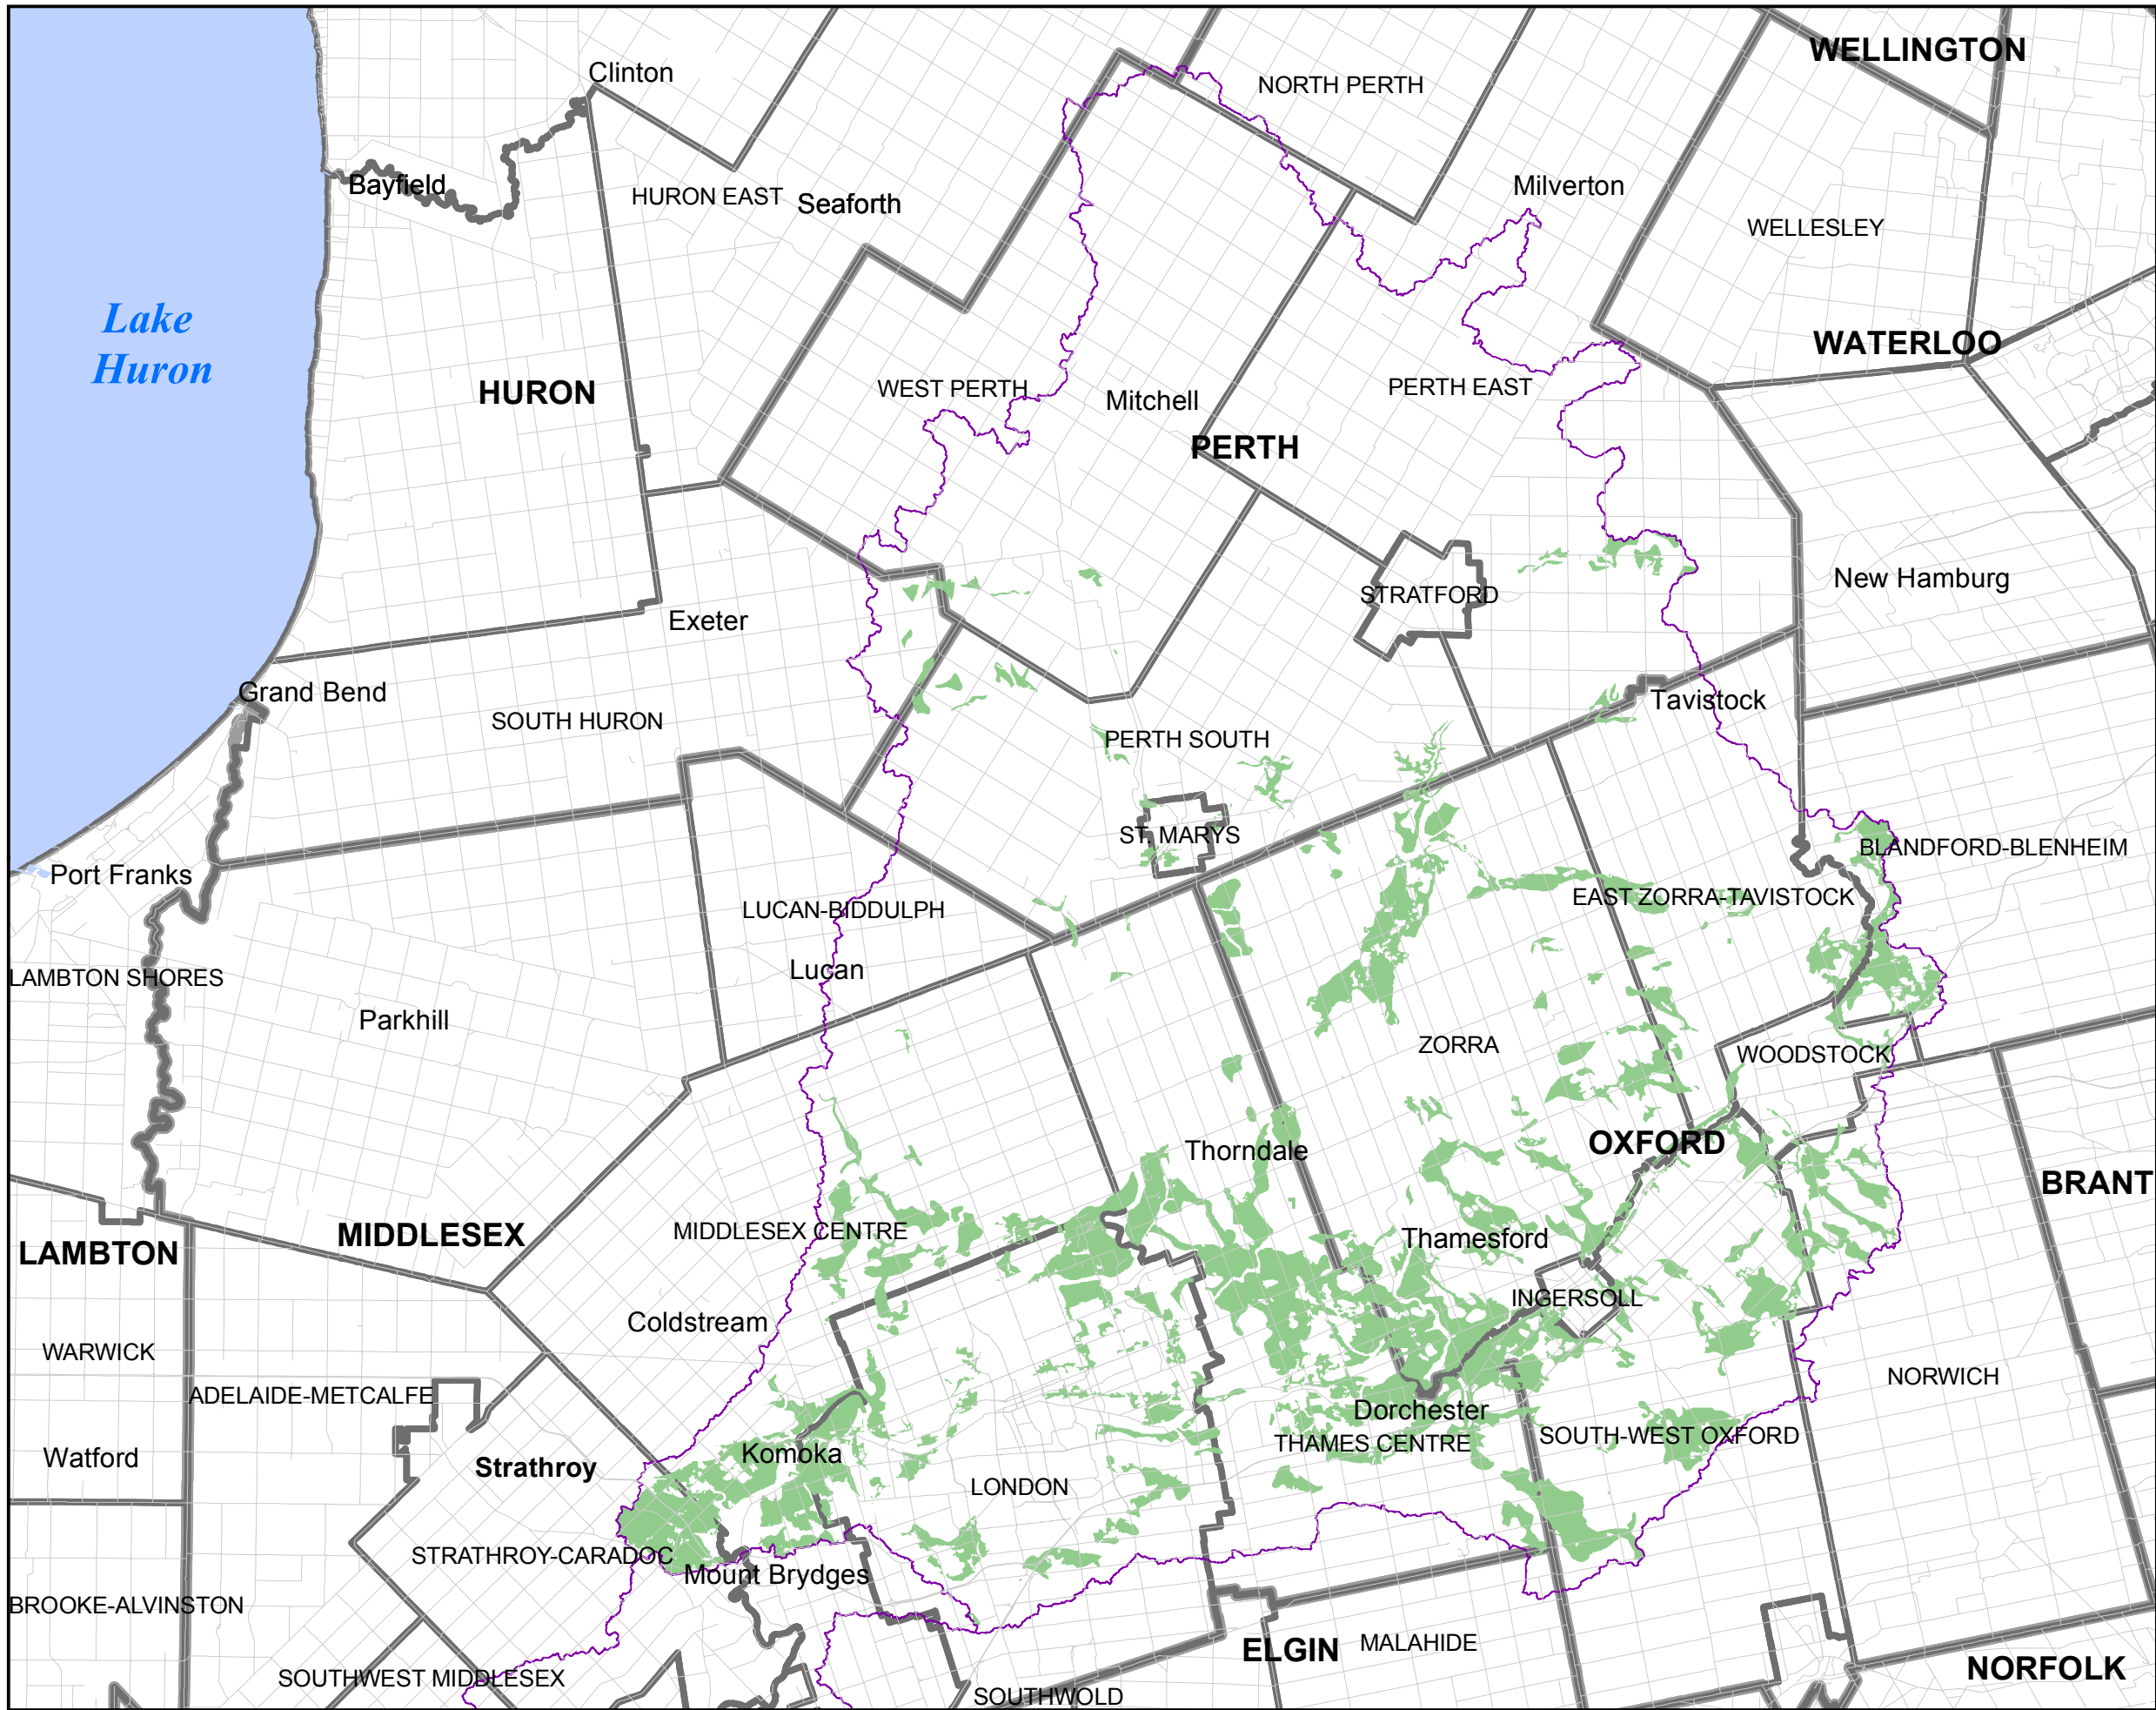 WELLINGTON
Clinton
NORTH PERTH
Bayfield
HURON EAST
Seaforth
Milverton
WELLESLEY
Lake
Huron
WATERLOO
HURON
WEST PERTH
Mitchell
PERTH EAST
PERTH
New Hamburg
STRATFORD
Exeter
Grand Bend
SOUTH HURON
Tavistock
PERTH SOUTH
ST. MARYS
BLANDFORD-BLENHEIM
Port Franks
EAST ZORRA-TAVISTOCK
LUCAN-BIDDULPH
Lucan
LAMBTON SHORES
Parkhill
ZORRA
WOODSTOCK
OXFORD
Thorndale
BRANT
MIDDLESEX
MIDDLESEX CENTRE
Thamesford
LAMBTON
INGERSOLL
Coldstream
WARWICK
NORWICH
ADELAIDE-METCALFE
Dorchester
THAMES CENTRE
SOUTH-WEST OXFORD
Watford
Komoka
Strathroy
LONDON
STRATHROY-CARADOC
Mount Brydges
BROOKE-ALVINSTON
ELGIN
MALAHIDE
NORFOLK
SOUTHWEST MIDDLESEX
SOUTHWOLD